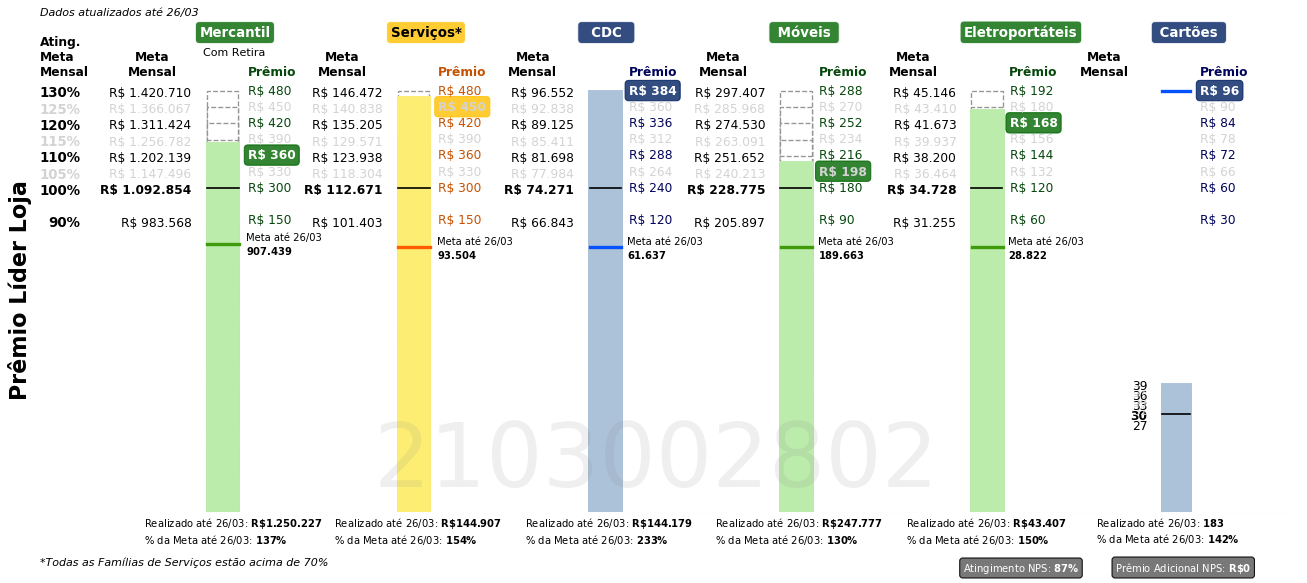 Dados atualizados até 26/03
Mercantil Serviços* CDC Móveis Eletroportáteis Cartões
Com Retira
Ating.
Meta Meta Meta Meta Meta Meta Meta
Mensal Mensal Prêmio Mensal Prêmio Mensal Prêmio Mensal Prêmio Mensal Prêmio Mensal Prêmio
130% R$ 1.420.710 R$ 480 R$ 146.472 R$ 480 R$ 96.552 R$ 384 R$ 297.407 R$ 288 R$ 45.146 R$ 192 R$ 96
125% R$ 1.366.067 R$ 450 R$ 140.838 R$ 450 R$ 92.838 R$ 360 R$ 285.968 R$ 270 R$ 43.410 R$ 180 R$ 90
120% R$ 1.311.424 R$ 420 R$ 135.205 R$ 420 R$ 89.125 R$ 336 R$ 274.530 R$ 252 R$ 41.673 R$ 168 R$ 84
115% R$ 1.256.782 R$ 390 R$ 129.571 R$ 390 R$ 85.411 R$ 312 R$ 263.091 R$ 234 R$ 39.937 R$ 156 R$ 78
110% R$ 1.202.139 R$ 360 R$ 123.938 R$ 360 R$ 81.698 R$ 288 R$ 251.652 R$ 216 R$ 38.200 R$ 144 R$ 72
105% R$ 1.147.496 R$ 330 R$ 118.304 R$ 330 R$ 77.984 R$ 264 R$ 240.213 R$ 198 R$ 36.464 R$ 132 R$ 66
100% R$ 1.092.854 R$ 300 R$ 112.671 R$ 300 R$ 74.271 R$ 240 R$ 228.775 R$ 180 R$ 34.728 R$ 120 R$ 60
90% R$ 983.568 R$ 150 R$ 101.403 R$ 150 R$ 66.843 R$ 120 R$ 205.897 R$ 90 R$ 31.255 R$ 60 R$ 30
Meta até 26/03 Meta até 26/03 Meta até 26/03 Meta até 26/03 Meta até 26/03
907.439 93.504 61.637 189.663 28.822
Prêmio Líder Loja
39
36
33
30
27
2103002802
Realizado até 26/03: R$1.250.227 Realizado até 26/03: R$144.907 Realizado até 26/03: R$144.179 Realizado até 26/03: R$247.777 Realizado até 26/03: R$43.407 Realizado até 26/03: 183
% da Meta até 26/03: 137% % da Meta até 26/03: 154% % da Meta até 26/03: 233% % da Meta até 26/03: 130% % da Meta até 26/03: 150% % da Meta até 26/03: 142%
*Todas as Famílias de Serviços estão acima de 70% Atingimento NPS: 87% Prêmio Adicional NPS: R$0